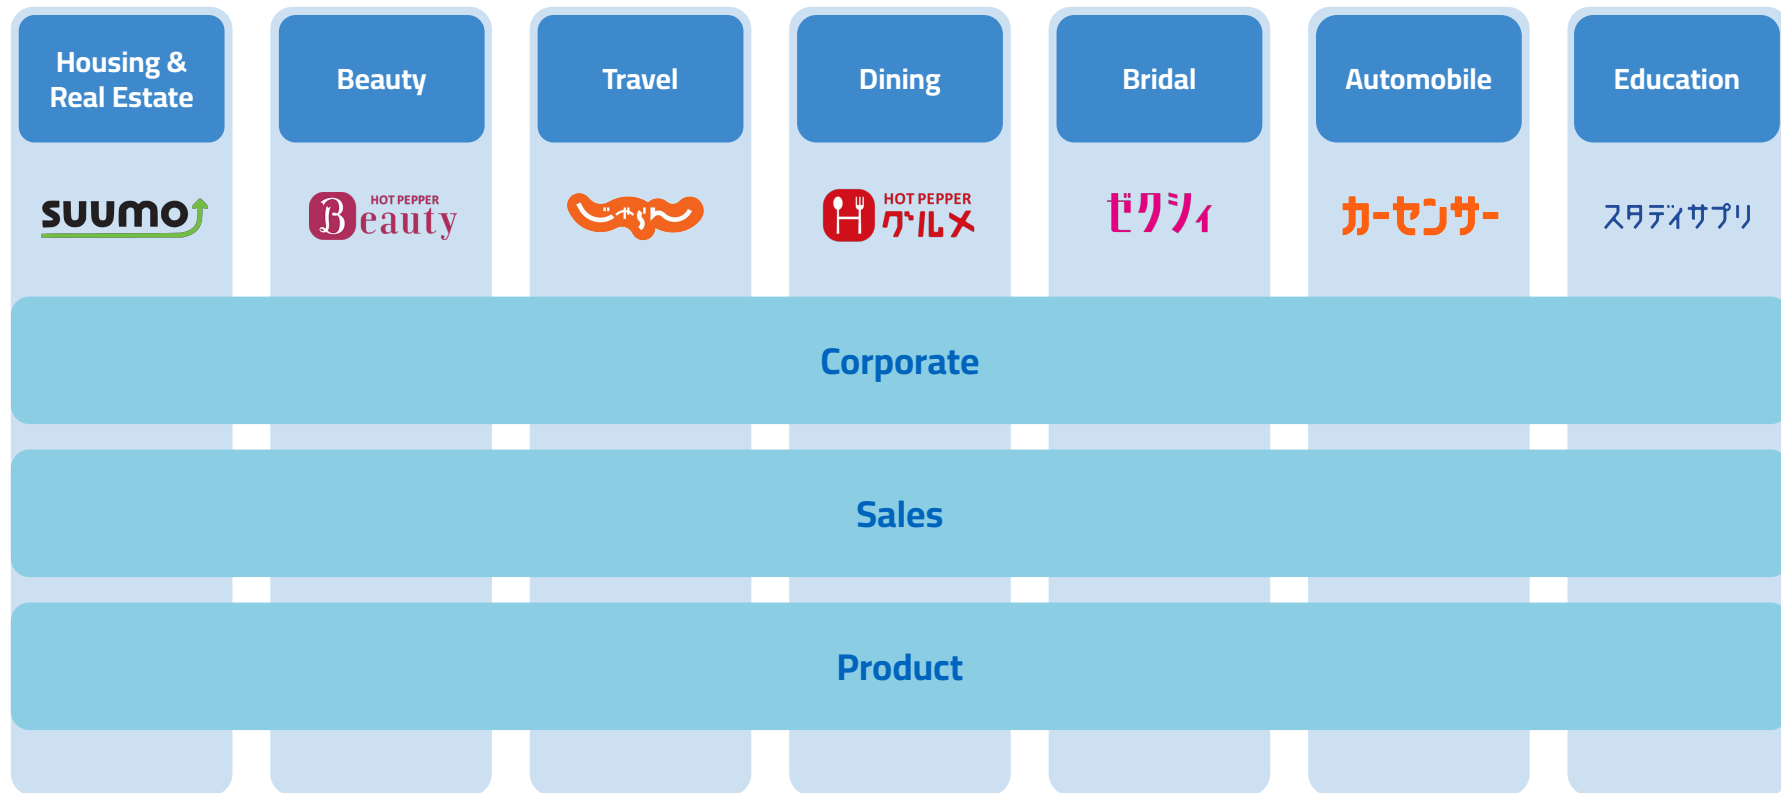 Housing &
Real Estate
Beauty
Travel
Dining
Bridal
Automobile
Education
suumo
HOT PEPPER
Beauty
じゃらん
HOT PEPPER
グルメ
ゼクシィ
カーセンサー
スタディサプリ
Corporate
Sales
Product